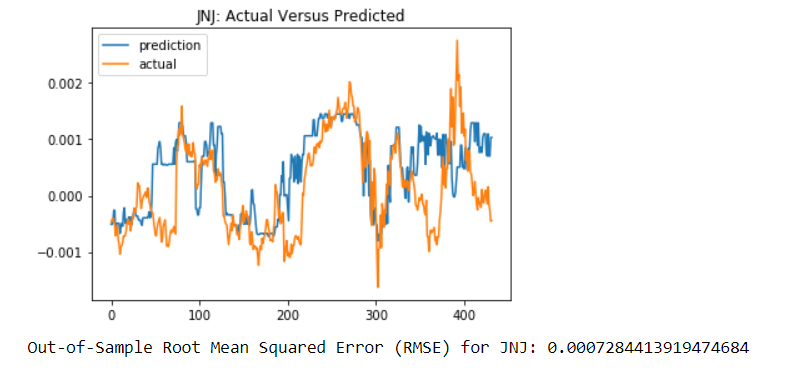 JNJ: Actual Versus Predicted
prediction
actual
0.002
0.001
0.000
−0.001
0 100 200 300 400
Out-of-Sample Root Mean Squared Error (RMSE) for JNJ: 0.0007284413919474684